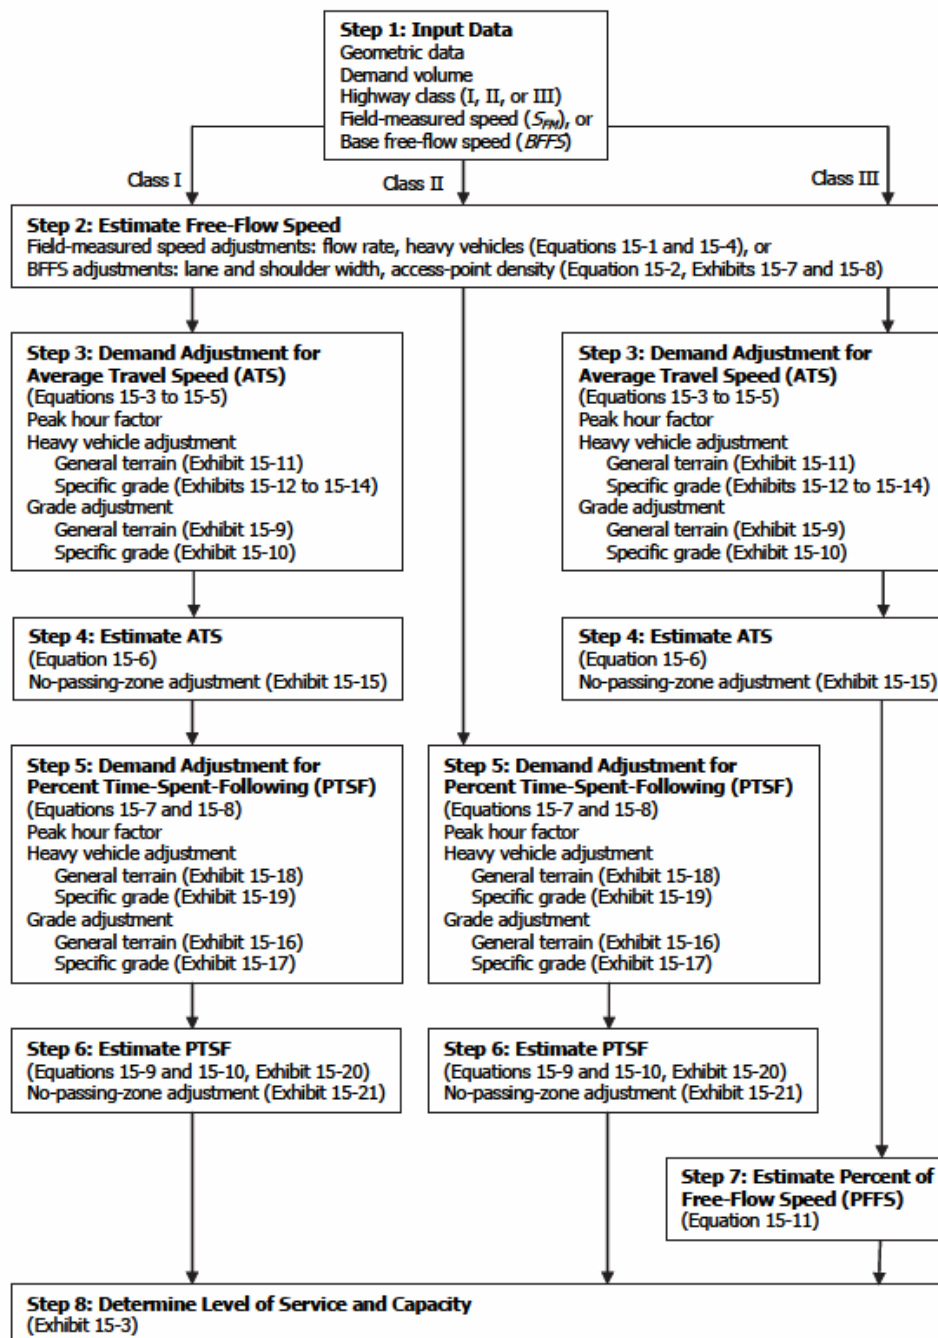 Step 1: Input Data
Geometric data
Demand volume
Highway class (I, II, or III)
Field-measured speed (S_FM), or
Base free-flow speed (BFFS)
Class I
Class II
Class III
Step 2: Estimate Free-Flow Speed
Field-measured speed adjustments: flow rate, heavy vehicles (Equations 15-1 and 15-4), or
BFFS adjustments: lane and shoulder width, access-point density (Equation 15-2, Exhibits 15-7 and 15-8)
Step 3: Demand Adjustment for
Average Travel Speed (ATS)
(Equations 15-3 to 15-5)
Peak hour factor
Heavy vehicle adjustment
General terrain (Exhibit 15-11)
Specific grade (Exhibits 15-12 to 15-14)
Grade adjustment
General terrain (Exhibit 15-9)
Specific grade (Exhibit 15-10)
Step 3: Demand Adjustment for
Average Travel Speed (ATS)
(Equations 15-3 to 15-5)
Peak hour factor
Heavy vehicle adjustment
General terrain (Exhibit 15-11)
Specific grade (Exhibits 15-12 to 15-14)
Grade adjustment
General terrain (Exhibit 15-9)
Specific grade (Exhibit 15-10)
Step 4: Estimate ATS
(Equation 15-6)
No-passing-zone adjustment (Exhibit 15-15)
Step 4: Estimate ATS
(Equation 15-6)
No-passing-zone adjustment (Exhibit 15-15)
Step 5: Demand Adjustment for
Percent Time-Spent-Following (PTSF)
(Equations 15-7 and 15-8)
Peak hour factor
Heavy vehicle adjustment
General terrain (Exhibit 15-18)
Specific grade (Exhibit 15-19)
Grade adjustment
General terrain (Exhibit 15-16)
Specific grade (Exhibit 15-17)
Step 5: Demand Adjustment for
Percent Time-Spent-Following (PTSF)
(Equations 15-7 and 15-8)
Peak hour factor
Heavy vehicle adjustment
General terrain (Exhibit 15-18)
Specific grade (Exhibit 15-19)
Grade adjustment
General terrain (Exhibit 15-16)
Specific grade (Exhibit 15-17)
Step 6: Estimate PTSF
(Equations 15-9 and 15-10, Exhibit 15-20)
No-passing-zone adjustment (Exhibit 15-21)
Step 6: Estimate PTSF
(Equations 15-9 and 15-10, Exhibit 15-20)
No-passing-zone adjustment (Exhibit 15-21)
Step 7: Estimate Percent of
Free-Flow Speed (PFFS)
(Equation 15-11)
Step 8: Determine Level of Service and Capacity
(Exhibit 15-3)